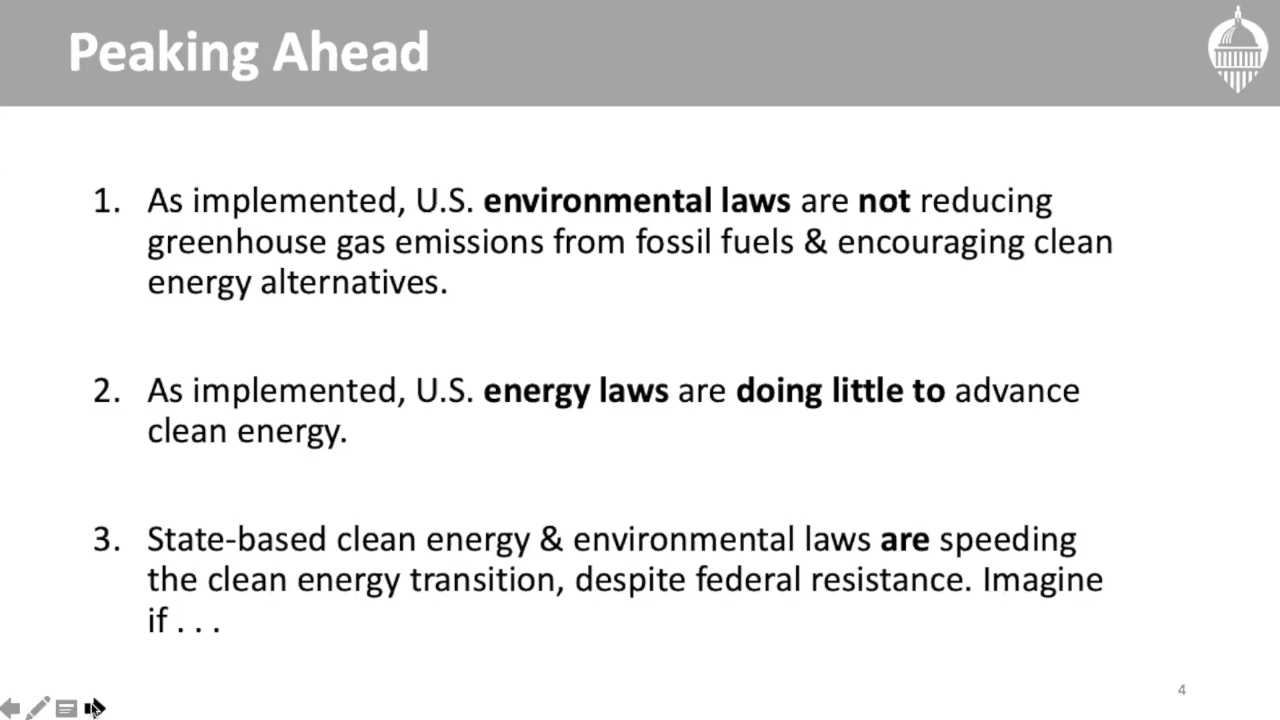 Peaking Ahead
1. As implemented, U.S. environmental laws are not reducing
greenhouse gas emissions from fossil fuels & encouraging clean
energy alternatives.
2. As implemented, U.S. energy laws are doing little to advance
clean energy.
3. State-based clean energy & environmental laws are speeding
the clean energy transition, despite federal resistance. Imagine
if . . .
4